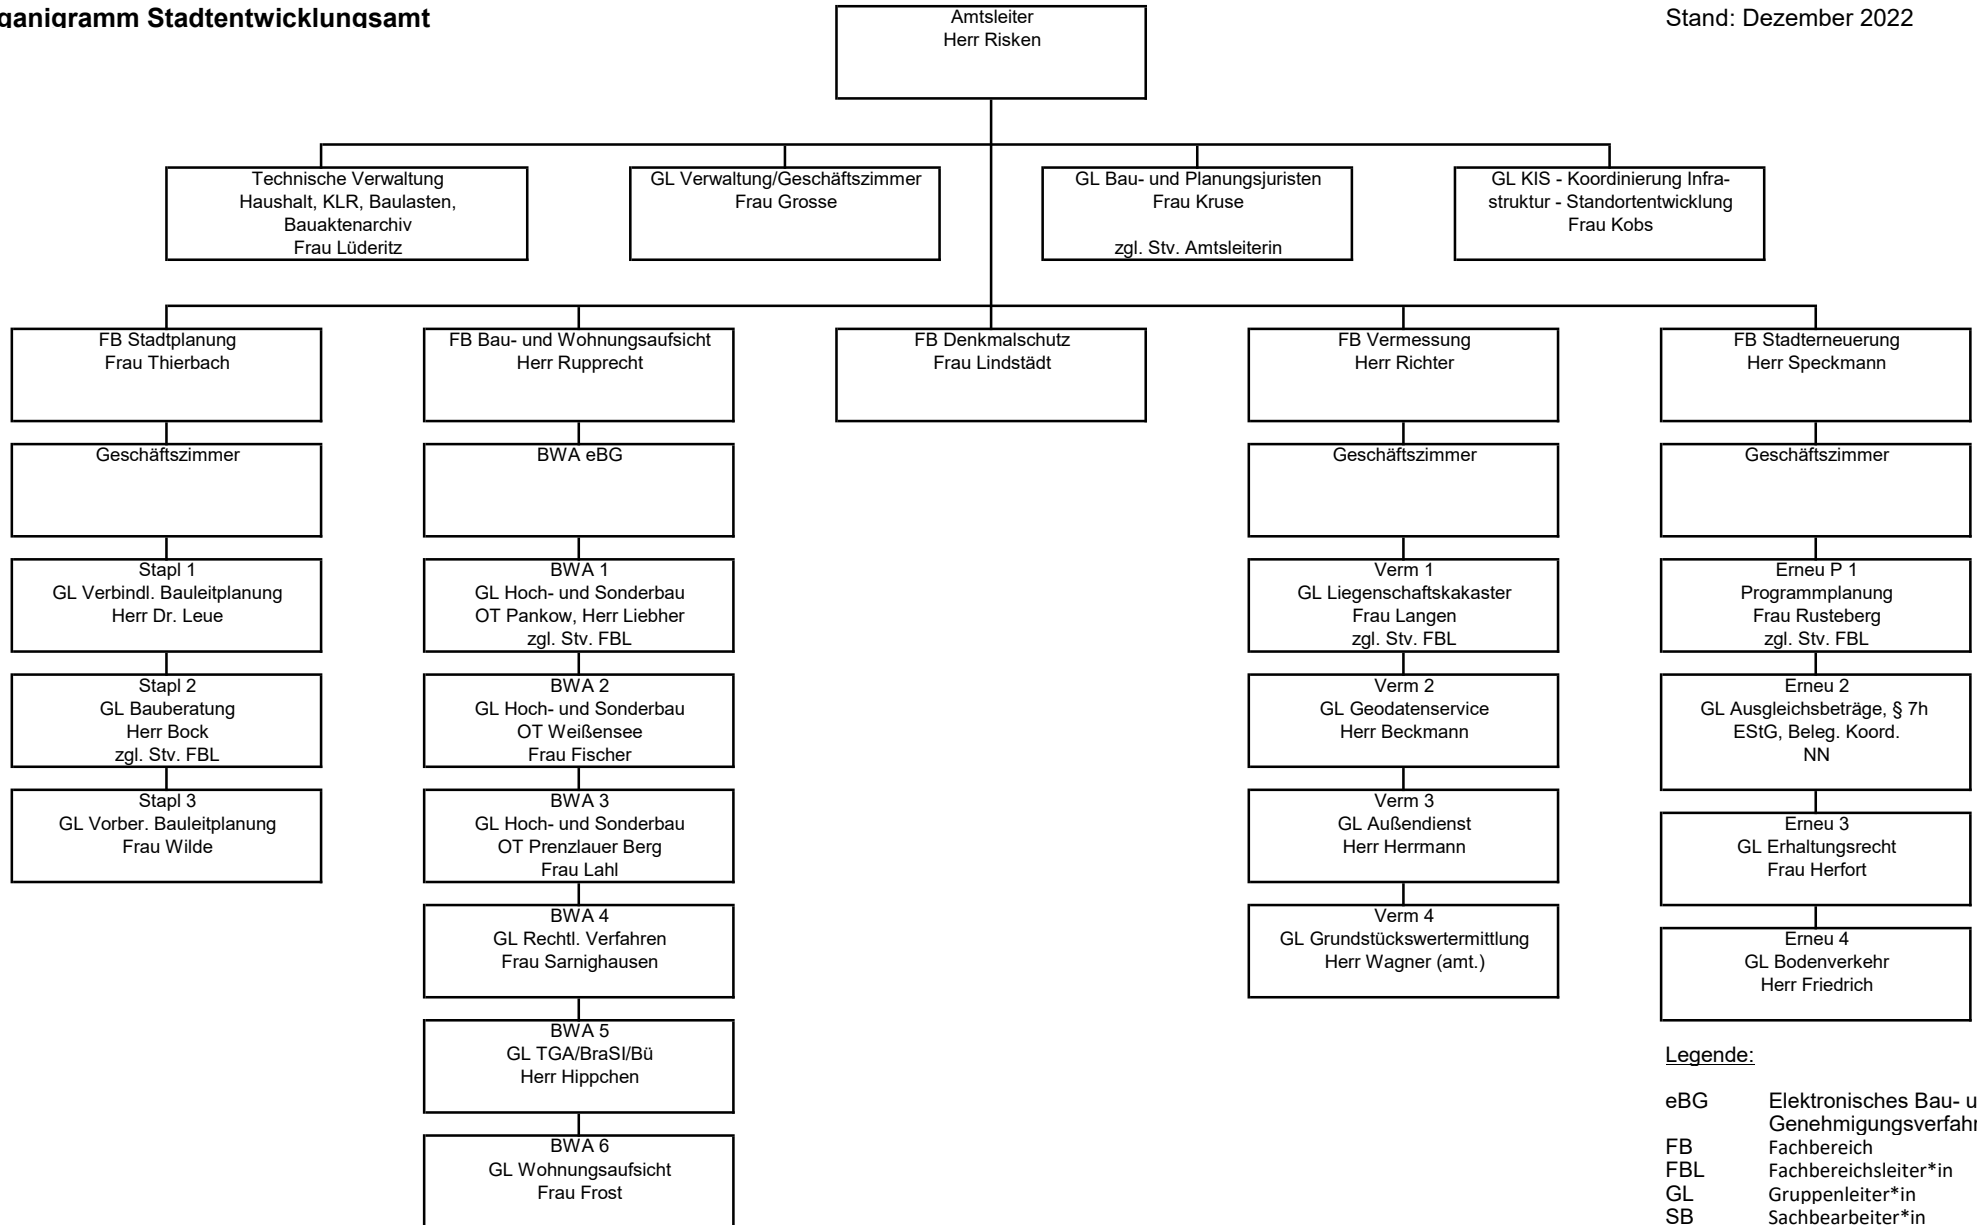 ganigramm Stadtentwicklungsamt
Stand: Dezember 2022
Amtsleiter
Herr Risken
Technische Verwaltung
Haushalt, KLR, Baulasten,
Bauaktenarchiv
Frau Lüderitz
GL Verwaltung/Geschäftszimmer
Frau Grosse
GL Bau- und Planungsjuristen
Frau Kruse
zgl. Stv. Amtsleiterin
GL KIS - Koordinierung Infra-
struktur - Standortentwicklung
Frau Kobs
FB Stadtplanung
Frau Thierbach
Geschäftszimmer
Stapl 1
GL Verbindl. Bauleitplanung
Herr Dr. Leue
Stapl 2
GL Bauberatung
Herr Bock
zgl. Stv. FBL
Stapl 3
GL Vorber. Bauleitplanung
Frau Wilde
FB Bau- und Wohnungsaufsicht
Herr Rupprecht
BWA eBG
BWA 1
GL Hoch- und Sonderbau
OT Pankow, Herr Liebher
zgl. Stv. FBL
BWA 2
GL Hoch- und Sonderbau
OT Weißensee
Frau Fischer
BWA 3
GL Hoch- und Sonderbau
OT Prenzlauer Berg
Frau Lahl
BWA 4
GL Rechtl. Verfahren
Frau Sarnighausen
BWA 5
GL TGA/BraSI/Bü
Herr Hippchen
BWA 6
GL Wohnungsaufsicht
Frau Frost
FB Denkmalschutz
Frau Lindstädt
FB Vermessung
Herr Richter
Geschäftszimmer
Verm 1
GL Liegenschaftskakaster
Frau Langen
zgl. Stv. FBL
Verm 2
GL Geodatenservice
Herr Beckmann
Verm 3
GL Außendienst
Herr Herrmann
Verm 4
GL Grundstückswertermittlung
Herr Wagner (amt.)
FB Stadterneuerung
Herr Speckmann
Geschäftszimmer
Erneu P 1
Programmplanung
Frau Rusteberg
zgl. Stv. FBL
Erneu 2
GL Ausgleichsbeträge, § 7h
EStG, Beleg. Koord.
NN
Erneu 3
GL Erhaltungsrecht
Frau Herfort
Erneu 4
GL Bodenverkehr
Herr Friedrich
Legende:
eBG Elektronisches Bau- u
Genehmigungsverfahr
FB Fachbereich
FBL Fachbereichsleiter*in
GL Gruppenleiter*in
SB Sachbearbeiter*in